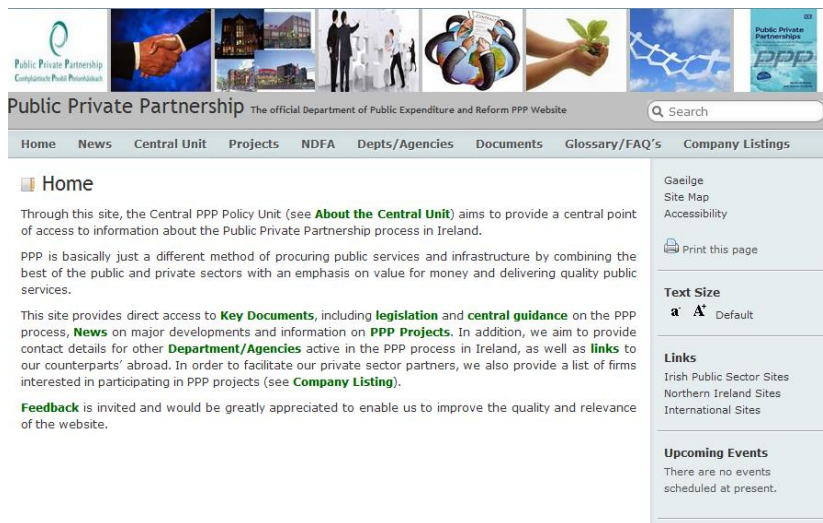 Public Private Partnership
Comhpháirtíocht Phoiblí Phríobháideach
CONTRACT
Public Private
Partnerships
PPP
Public Private Partnership The official Department of Public Expenditure and Reform PPP Website
Search
Home News Central Unit Projects NDFA Depts/Agencies Documents Glossary/FAQ's Company Listings
Home
Through this site, the Central PPP Policy Unit (see About the Central Unit) aims to provide a central point
of access to information about the Public Private Partnership process in Ireland.
PPP is basically just a different method of procuring public services and infrastructure by combining the
best of the public and private sectors with an emphasis on value for money and delivering quality public
services.
This site provides direct access to Key Documents, including legislation and central guidance on the PPP
process, News on major developments and information on PPP Projects. In addition, we aim to provide
contact details for other Department/Agencies active in the PPP process in Ireland, as well as links to
our counterparts' abroad. In order to facilitate our private sector partners, we also provide a list of firms
interested in participating in PPP projects (see Company Listing).
Feedback is invited and would be greatly appreciated to enable us to improve the quality and relevance
of the website.
Gaeilge
Site Map
Accessibility
Print this page
Text Size
a- A+ Default
Links
Irish Public Sector Sites
Northern Ireland Sites
International Sites
Upcoming Events
There are no events
scheduled at present.